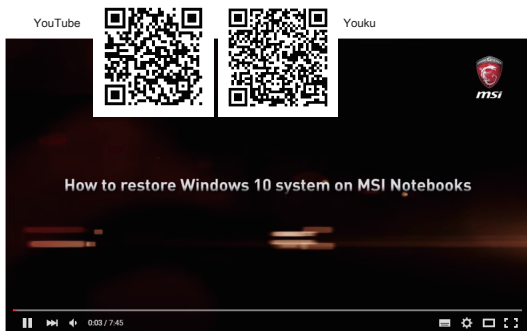 YouTube
Youku
msi
How to restore Windows 10 system on MSI Notebooks
0:03 / 7:45